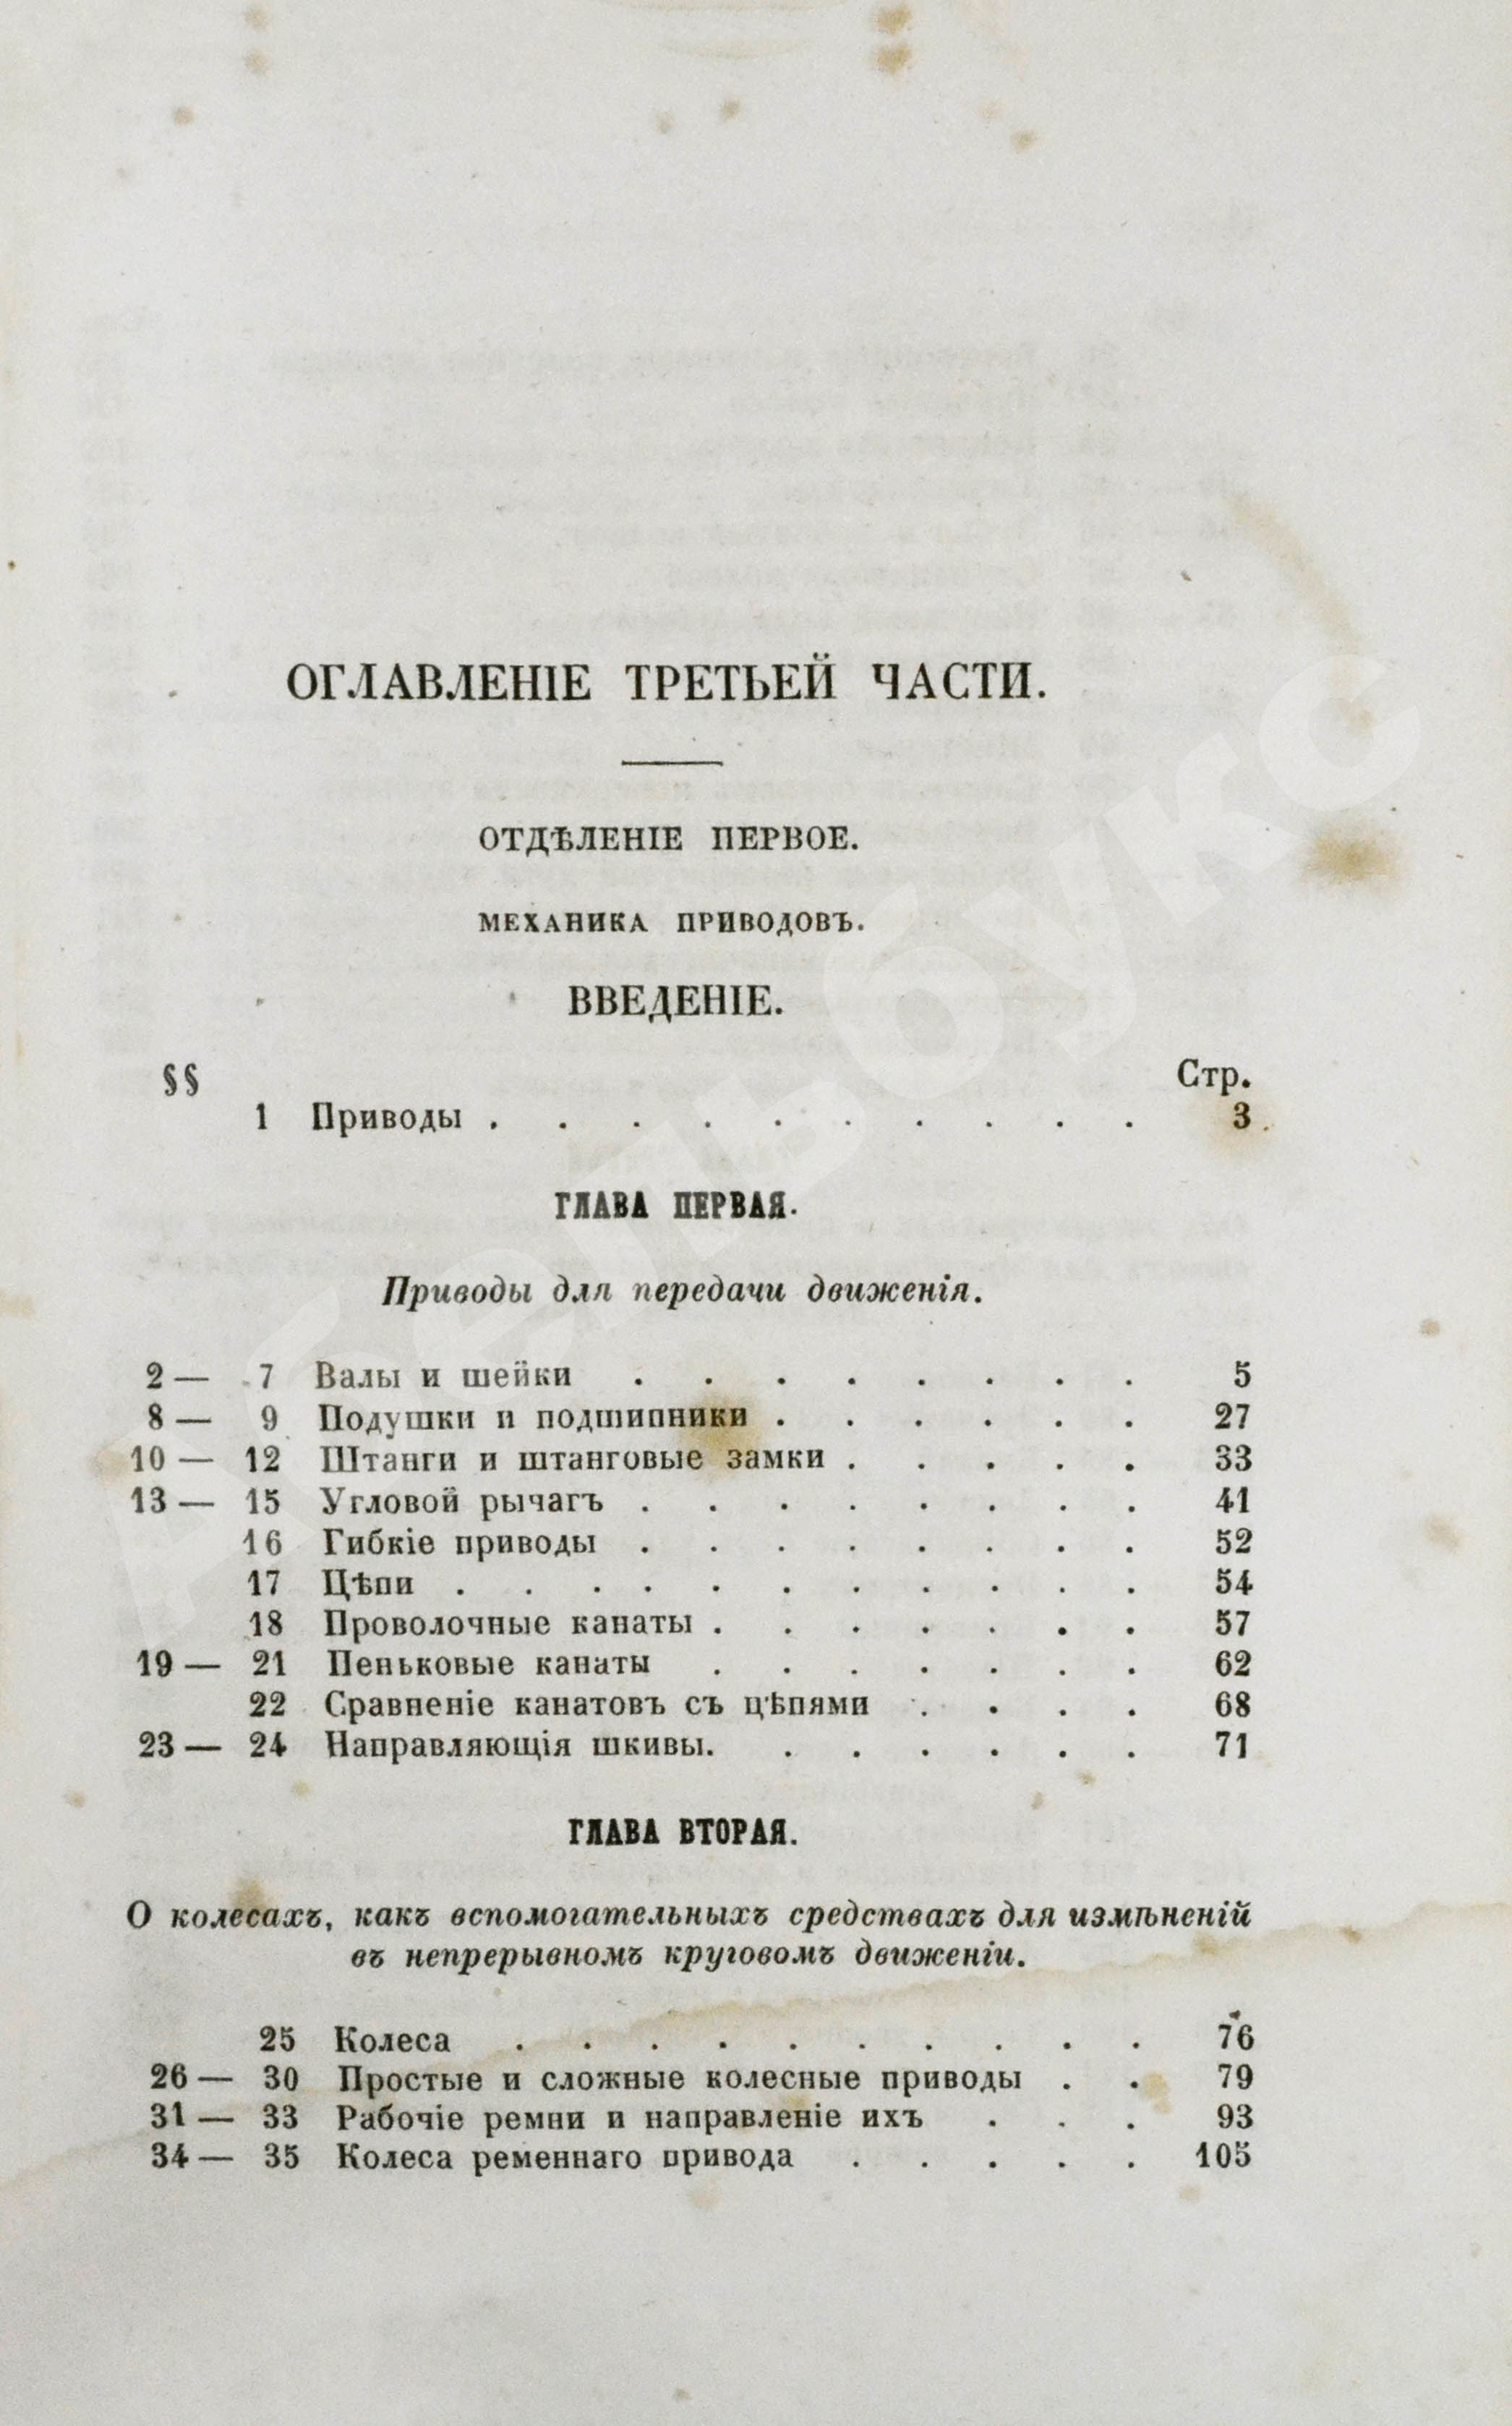 ОГЛАВЛЕНІЕ ТРЕТЬЕЙ ЧАСТИ.
ОТДѢЛЕНІЕ ПЕРВОЕ.
МЕХАНИКА ПРИВОДОВЪ.
ВВЕДЕНІЕ.
§§ Стр.
1 Приводы . . . . . . . . . . 3
ГЛАВА ПЕРВАЯ.
Приводы для передачи движенія.
2 — 7 Валы и шейки . . . . . . . . 5
8 — 9 Подушки и подшипники . . . . . . 27
10 — 12 Штанги и штанговые замки . . . . . 33
13 — 15 Угловой рычагъ . . . . . . . . 41
16 Гибкіе приводы . . . . . . . . 52
17 Цѣпи . . . . . . . . . . . 54
18 Проволочные канаты . . . . . . . 57
19 — 21 Пеньковые канаты . . . . . . . 62
22 Сравненіе канатовъ съ цѣпями . . . . 68
23 — 24 Направляющія шкивы. . . . . . . 71
ГЛАВА ВТОРАЯ.
О колесахъ, какъ вспомогательныхъ средствахъ для измѣненій
въ непрерывномъ круговомъ движеніи.
25 Колеса . . . . . . . . . . 76
26 — 30 Простые и сложные колесные приводы . . 79
31 — 33 Рабочіе ремни и направленіе ихъ . . . 93
34 — 35 Колеса ременнаго привода . . . . . 105